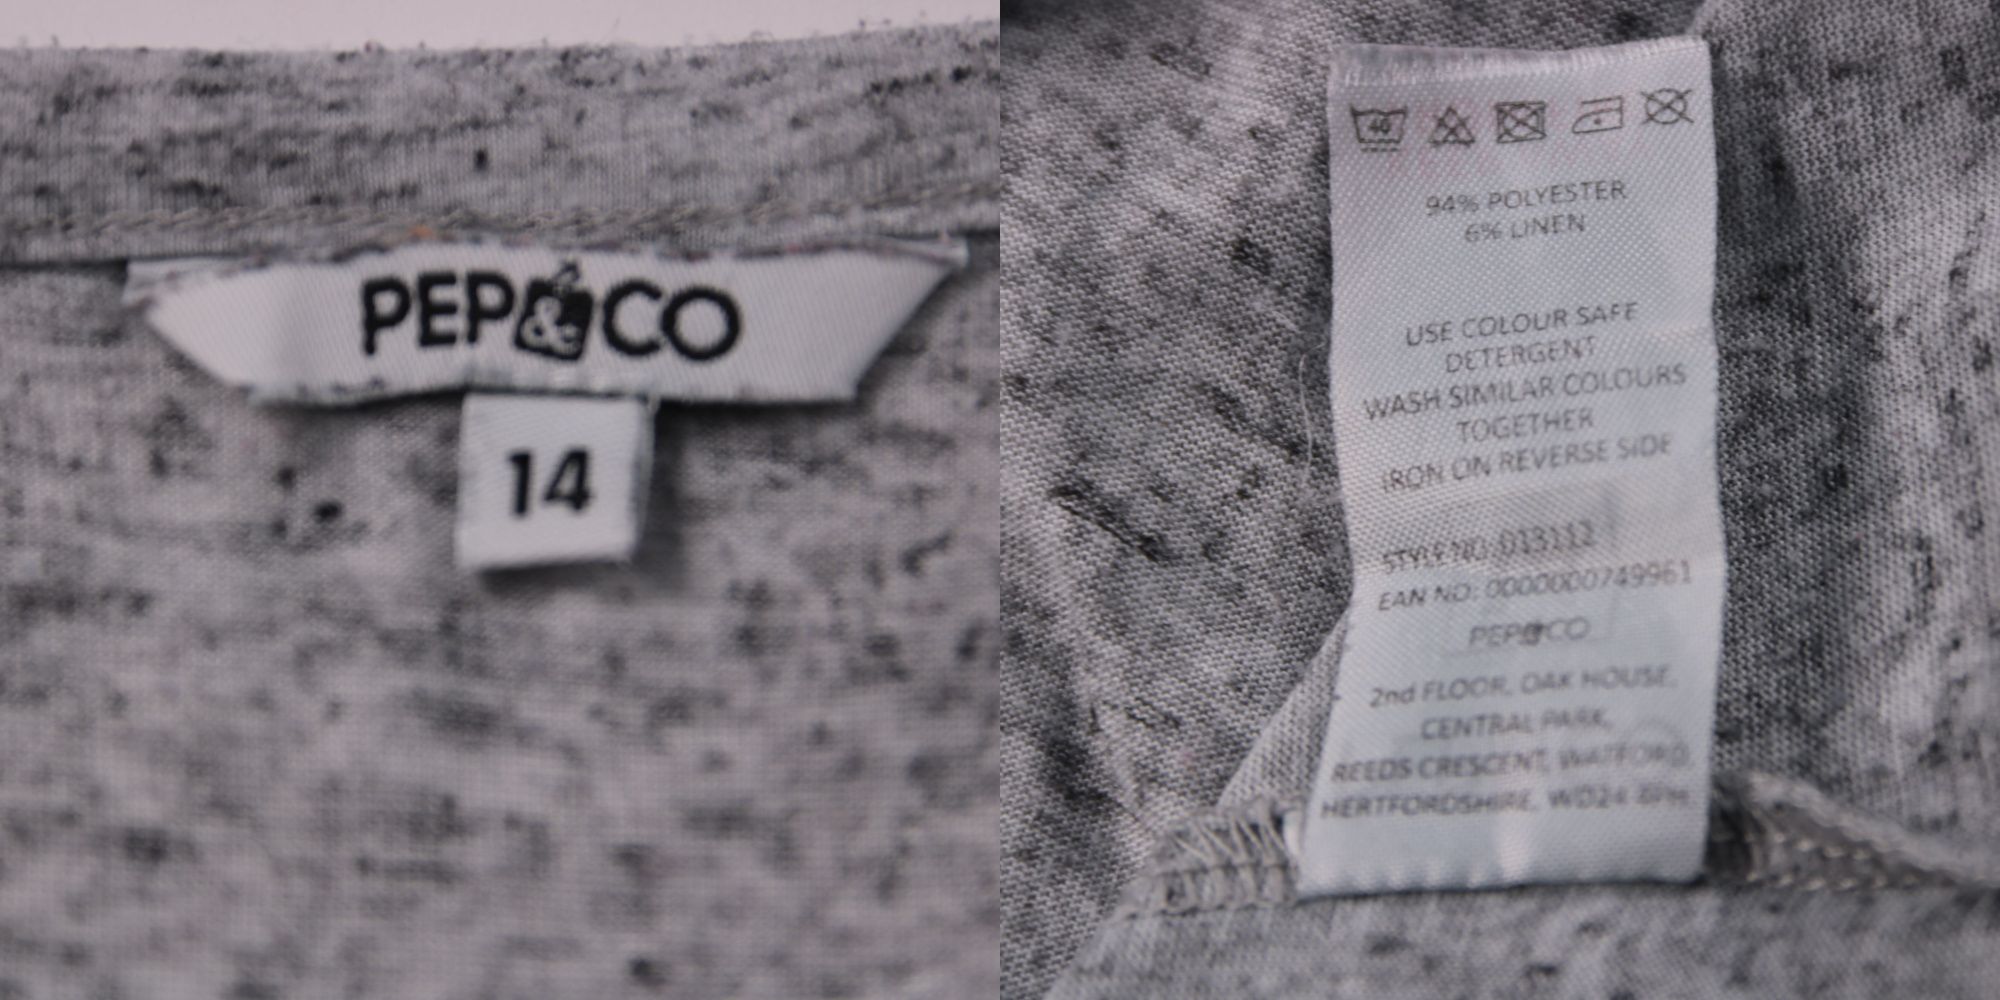 PEP&CO
14
40
94% POLYESTER
6% LINEN
USE COLOUR SAFE
DETERGENT
WASH SIMILAR COLOURS
TOGETHER
IRON ON REVERSE SIDE
STYLE NO: 013112
EAN NO: 0000000749961
PEP&CO
2nd FLOOR, OAK HOUSE,
CENTRAL PARK,
REEDS CRESCENT, WATFORD
HERTFORDSHIRE, WD24